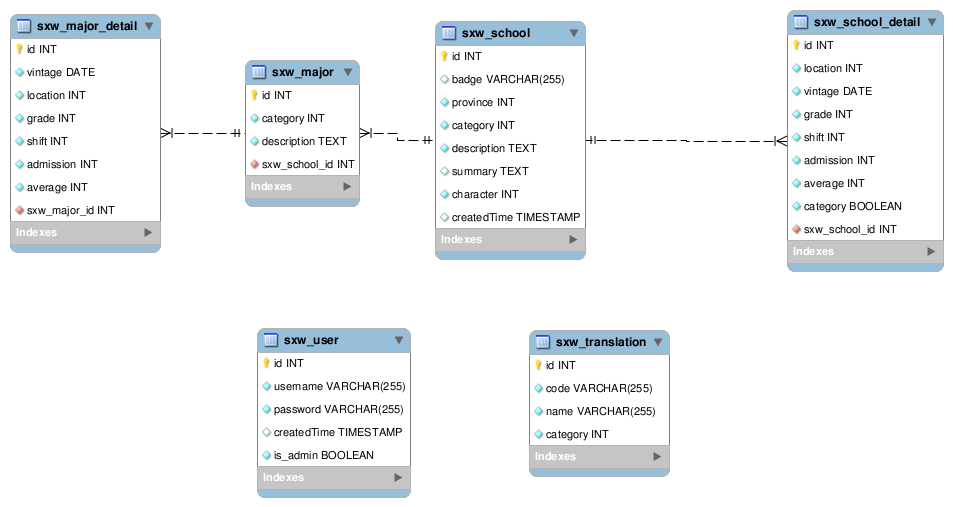 sxw_major_detail
id INT
vintage DATE
location INT
grade INT
shift INT
admission INT
average INT
sxw_major_id INT
Indexes
sxw_major
id INT
category INT
description TEXT
sxw_school_id INT
Indexes
sxw_school
id INT
badge VARCHAR(255)
province INT
category INT
description TEXT
summary TEXT
character INT
createdTime TIMESTAMP
Indexes
sxw_school_detail
id INT
location INT
vintage DATE
grade INT
shift INT
admission INT
average INT
category BOOLEAN
sxw_school_id INT
Indexes
sxw_user
id INT
username VARCHAR(255)
password VARCHAR(255)
createdTime TIMESTAMP
is_admin BOOLEAN
Indexes
sxw_translation
id INT
code VARCHAR(255)
name VARCHAR(255)
category INT
Indexes